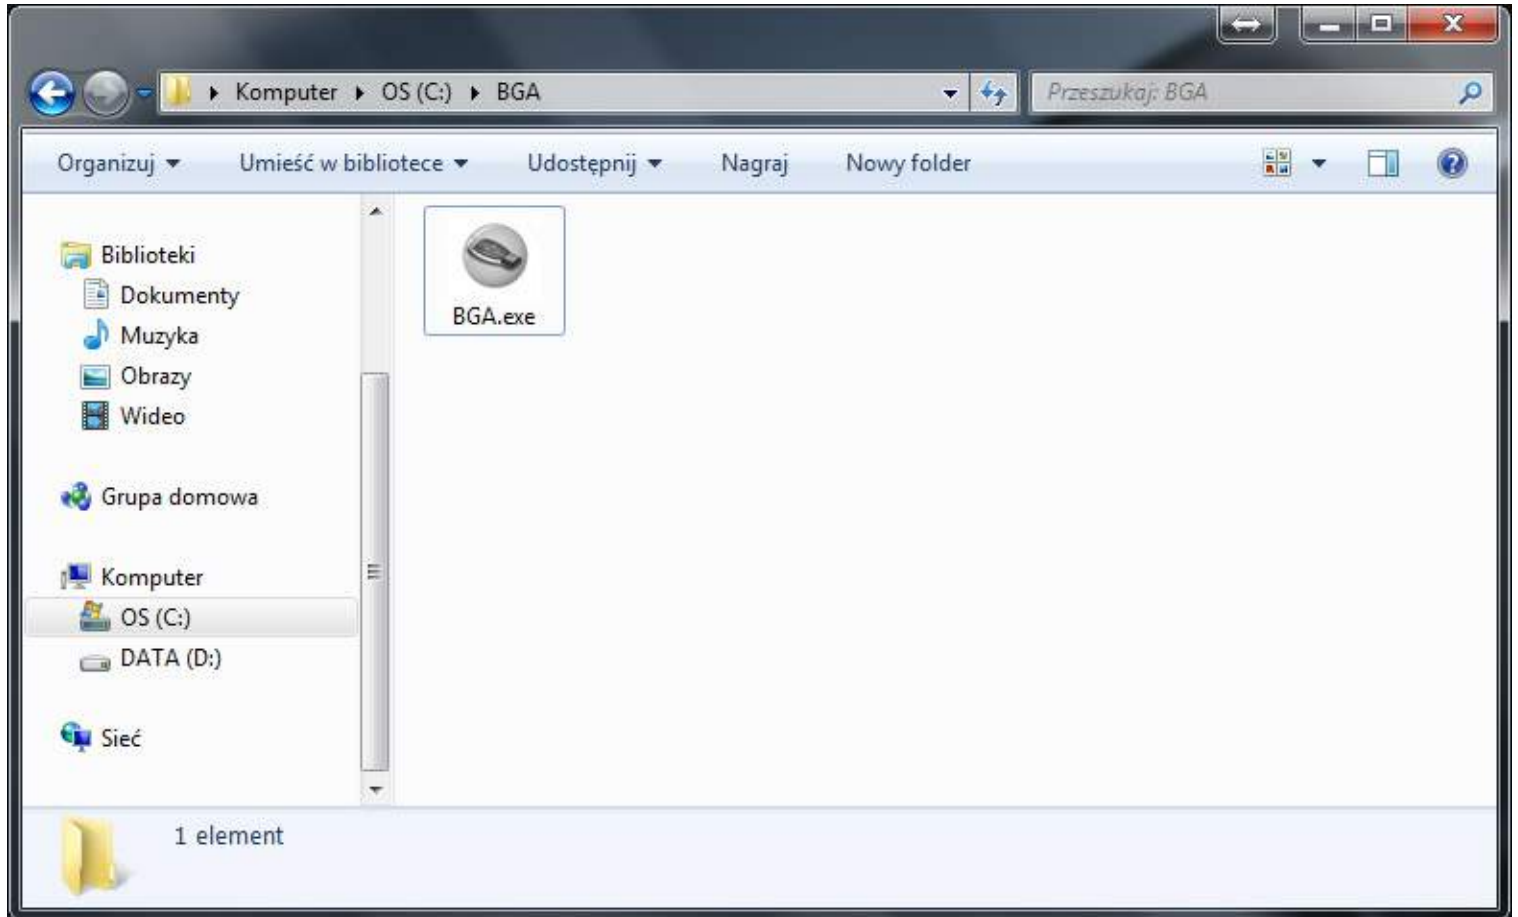 Komputer OS (C:) BGA
Przeszukaj: BGA
Organizuj Umieść w bibliotece Udostępnij Nagraj Nowy folder
Biblioteki
Dokumenty
Muzyka
Obrazy
Wideo
Grupa domowa
Komputer
OS (C:)
DATA (D:)
Sieć
BGA.exe
1 element